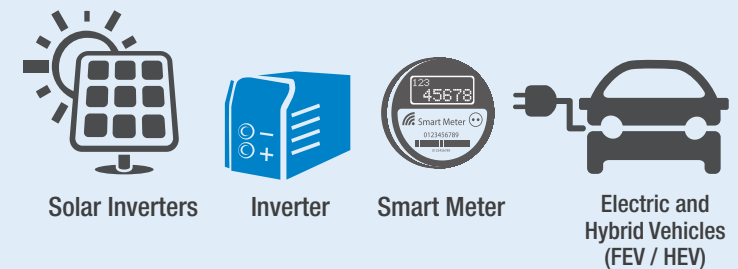 123
45678
Smart Meter
0123456789
Solar Inverters
Inverter
Smart Meter
Electric and
Hybrid Vehicles
(FEV / HEV)